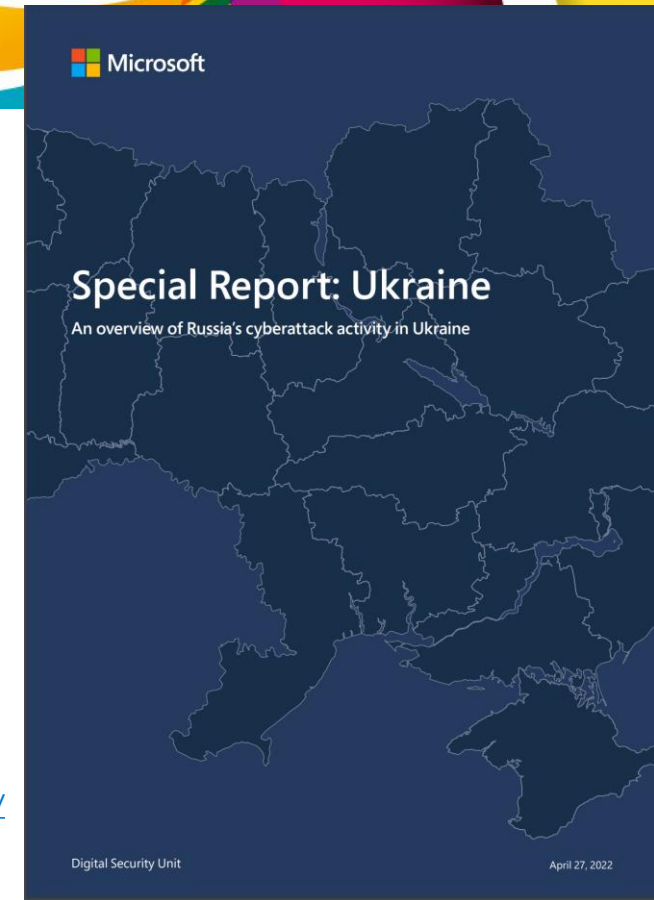 Microsoft
Special Report: Ukraine
An overview of Russia's cyberattack activity in Ukraine
/
Digital Security Unit
April 27, 2022